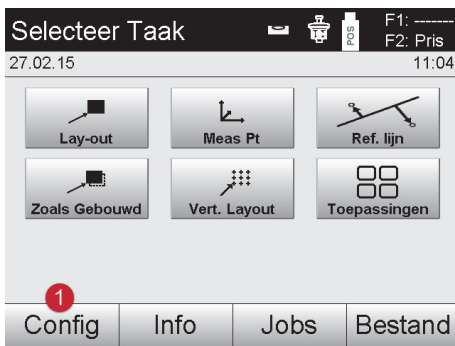 Selecteer Taak
POS
F1: -------
F2: Pris
27.02.15
11:04
Lay-out
Meas Pt
Ref. lijn
Zoals Gebouwd
Vert. Layout
Toepassingen
1
Config
Info
Jobs
Bestand